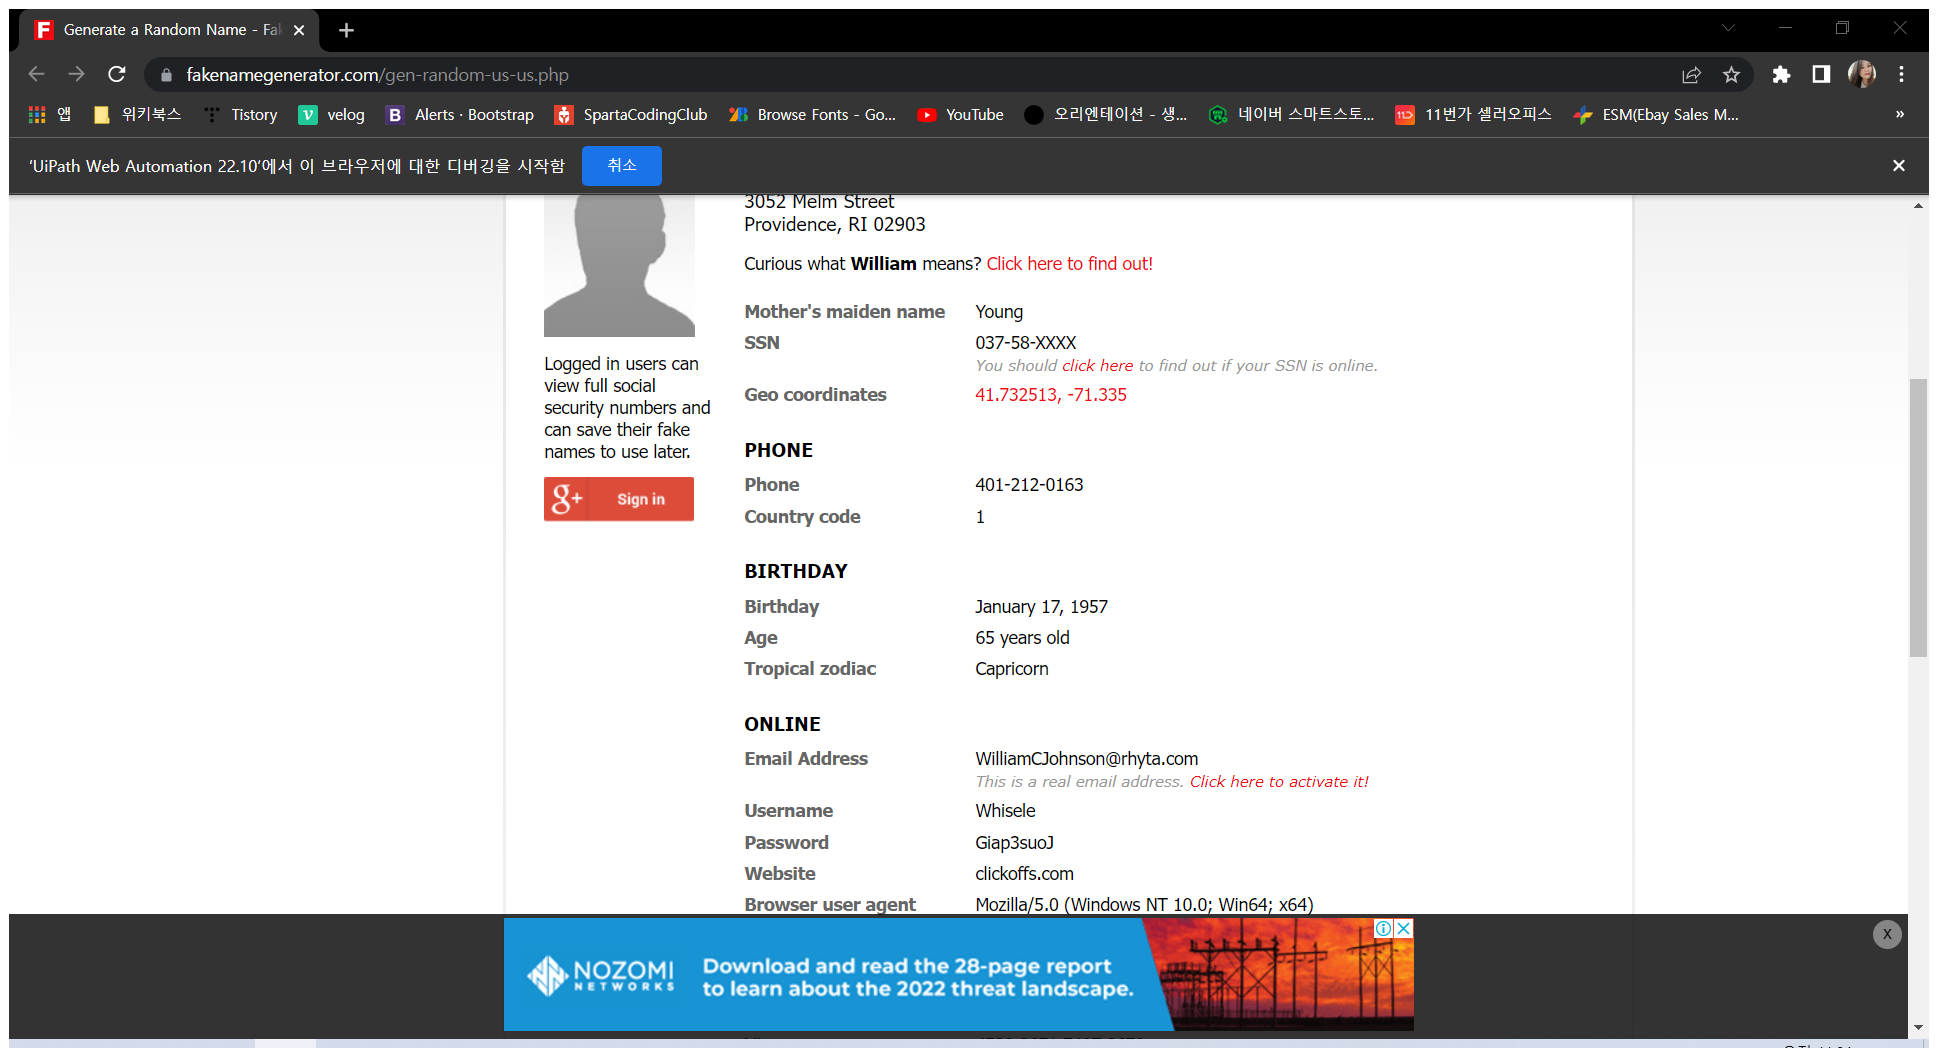 Generate a Random Name - Fa
fakenamegenerator.com/gen-random-us-us.php
앱 위키북스 Tistory velog Alerts · Bootstrap SpartaCodingClub Browse Fonts - Go... YouTube 오리엔테이션 - 생... 네이버 스마트스토... 11번가 셀러오피스 ESM(Ebay Sales M... »
'UiPath Web Automation 22.10'에서 이 브라우저에 대한 디버깅을 시작함 취소
3052 Melm Street
Providence, RI 02903
Curious what William means? Click here to find out!
Mother's maiden name Young
SSN 037-58-XXXX
You should click here to find out if your SSN is online.
Geo coordinates 41.732513, -71.335
Logged in users can
view full social
security numbers and
can save their fake
names to use later.
g+ Sign in
PHONE
Phone 401-212-0163
Country code 1
BIRTHDAY
Birthday January 17, 1957
Age 65 years old
Tropical zodiac Capricorn
ONLINE
Email Address WilliamCJohnson@rhyta.com
This is a real email address. Click here to activate it!
Username Whisele
Password Giap3suoJ
Website clickoffs.com
Browser user agent Mozilla/5.0 (Windows NT 10.0; Win64; x64)
NOZOMI
NETWORKS
Download and read the 28-page report
to learn about the 2022 threat landscape.
X